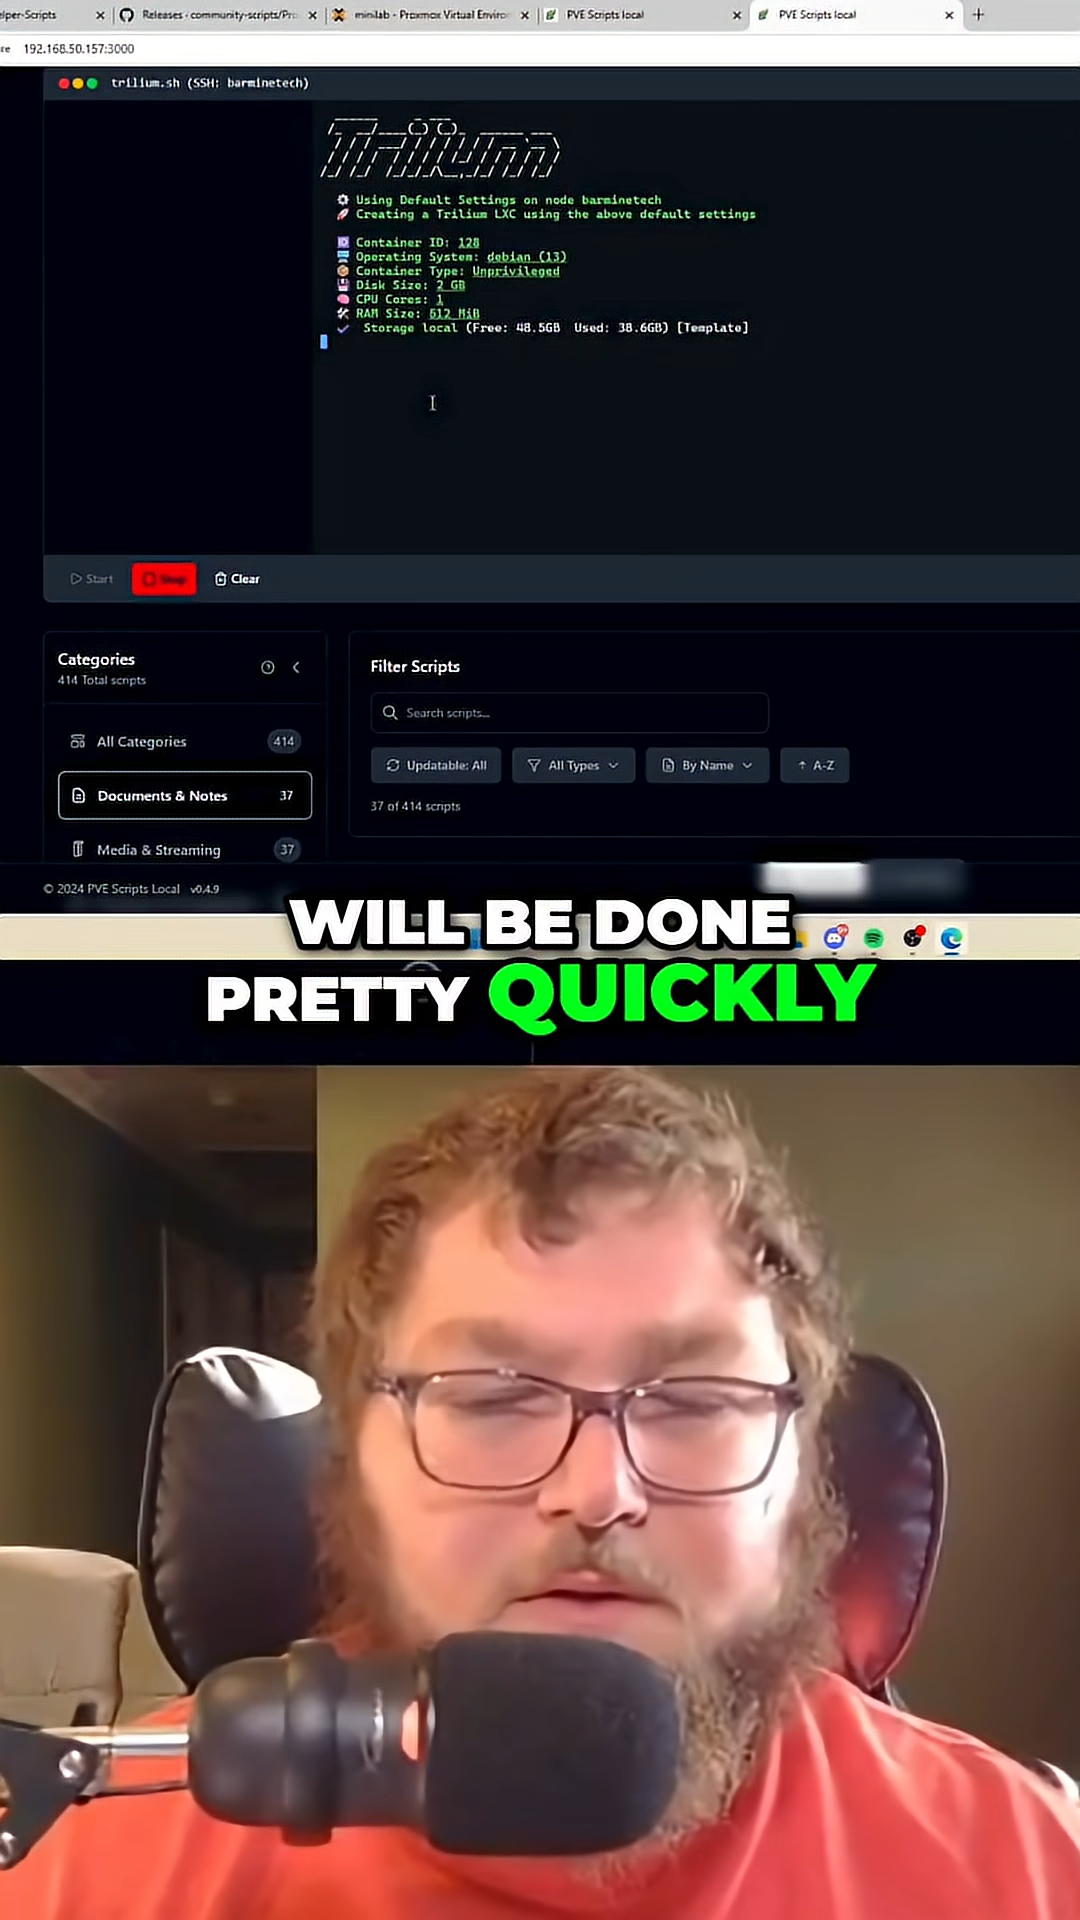 elper-Scripts
Releases · community-scripts/Pro
minilab - Proxmox Virtual Enviro
PVE Scripts local
PVE Scripts local
re 192.168.50.157:3000
trilium.sh (SSH: barminetech)
Trilium
Using Default Settings on node barminetech
Creating a Trilium LXC using the above default settings
Container ID: 128
Operating System: debian (13)
Container Type: Unprivileged
Disk Size: 2 GB
CPU Cores: 1
RAM Size: 512 MiB
Storage local (Free: 48.5GB Used: 38.6GB) [Template]
Start
Stop
Clear
Categories
414 Total scripts
All Categories 414
Documents & Notes 37
Media & Streaming 37
Filter Scripts
Search scripts...
Updatable: All
All Types
By Name
↑ A-Z
37 of 414 scripts
© 2024 PVE Scripts Local v0.4.9
WILL BE DONE
PRETTY QUICKLY